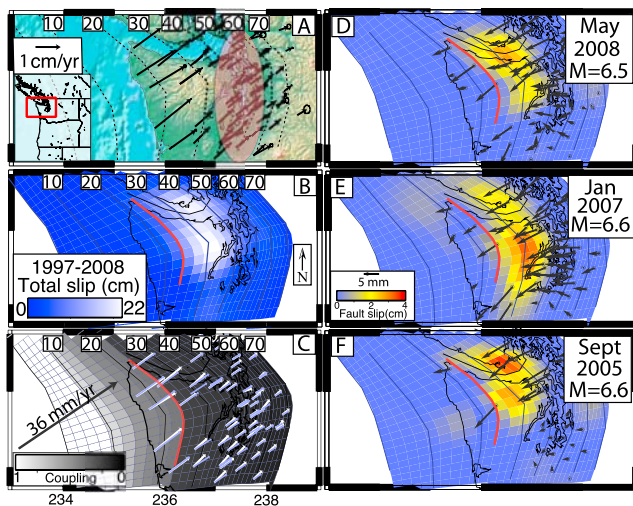 10 20 30 40 50 60 70 A
1 cm/yr
10 20 30 40 50 60 70 B
1997-2008
Total slip (cm)
0 22
N
10 20 30 40 50 60 70 C
36 mm/yr
1 Coupling 0
234 236 238
D
May
2008
M=6.5
E
Jan
2007
M=6.6
5 mm
0 2 4
Fault slip(cm)
F
Sept
2005
M=6.6